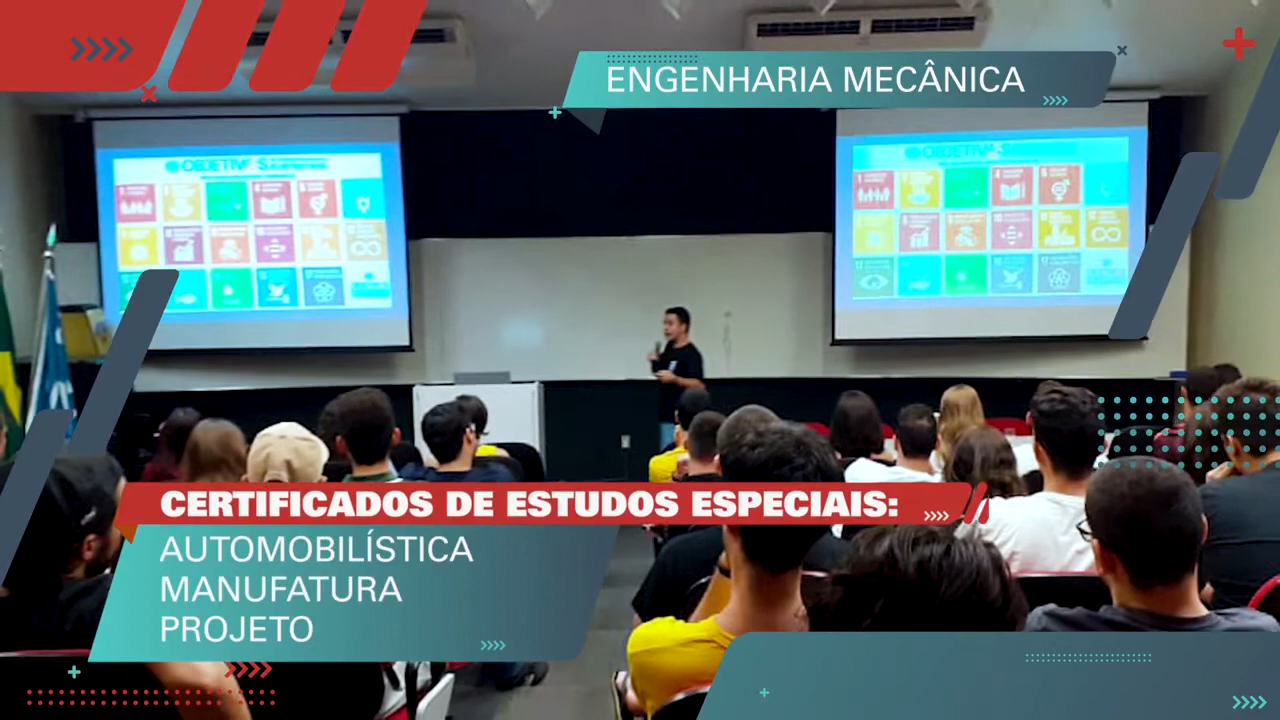 ENGENHARIA MECÂNICA
CERTIFICADOS DE ESTUDOS ESPECIAIS:
AUTOMOBILÍSTICA
MANUFATURA
PROJETO